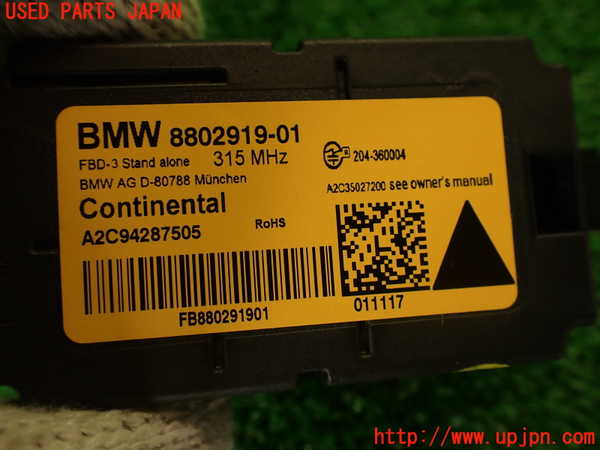 USED PARTS JAPAN
BMW 8802919-01
FBD-3 Stand alone 315 MHz
204-360004
BMW AG D-80788 München
A2C35027200 see owner's manual
Continental
A2C94287505
RoHS
FB880291901
011117
http://www.upjpn.com